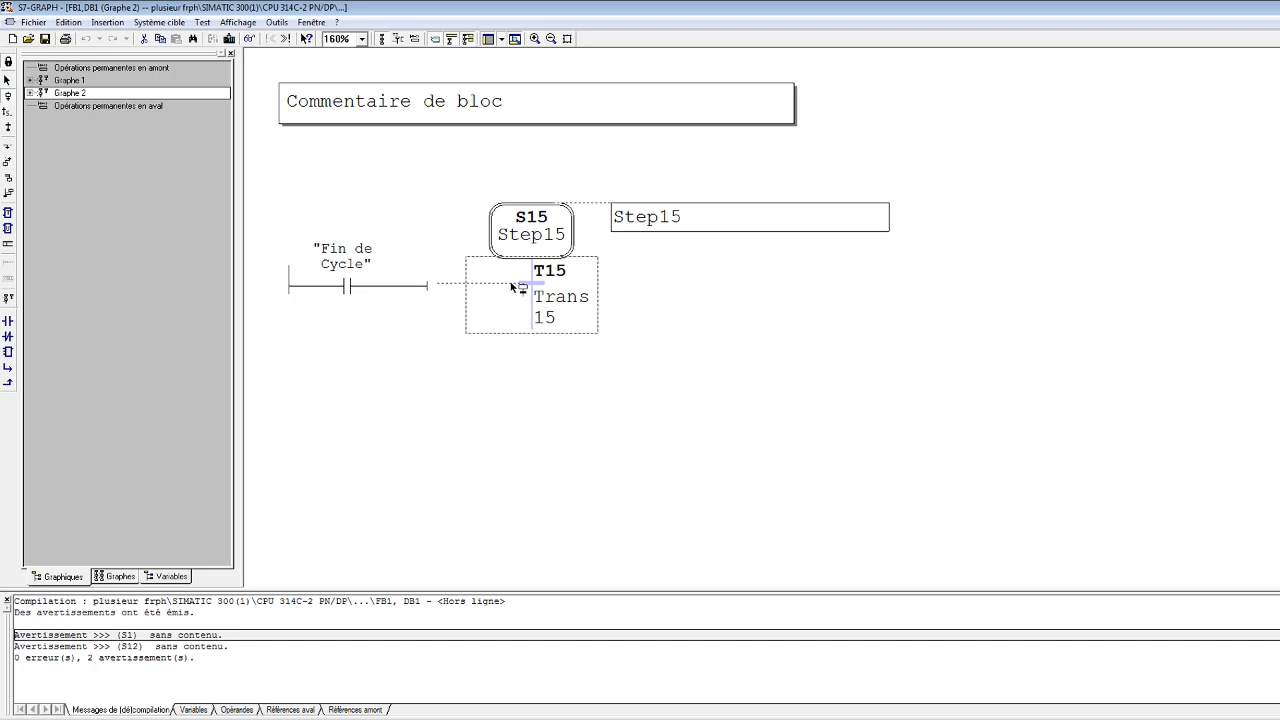 S7-GRAPH - [FB1,DB1 (Graphe 2) -- plusieur frph\SIMATIC 300(1)\CPU 314C-2 PN/DP\...]
Fichier Edition Insertion Système cible Test Affichage Outils Fenêtre ?
160%
Opérations permanentes en amont
Graphe 1
Graphe 2
Opérations permanentes en aval
Commentaire de bloc
S15
Step15
Step15
"Fin de
Cycle"
T15
Trans
15
Graphiques Graphes Variables
Compilation : plusieur frph\SIMATIC 300(1)\CPU 314C-2 PN/DP\...\FB1, DB1 - <Hors ligne>
Des avertissements ont été émis.
Avertissement >>> (S1)  sans contenu.
Avertissement >>> (S12)  sans contenu.
0 erreur(s), 2 avertissement(s).
Messages de (dé)compilation Variables Opérandes Références aval Références amont